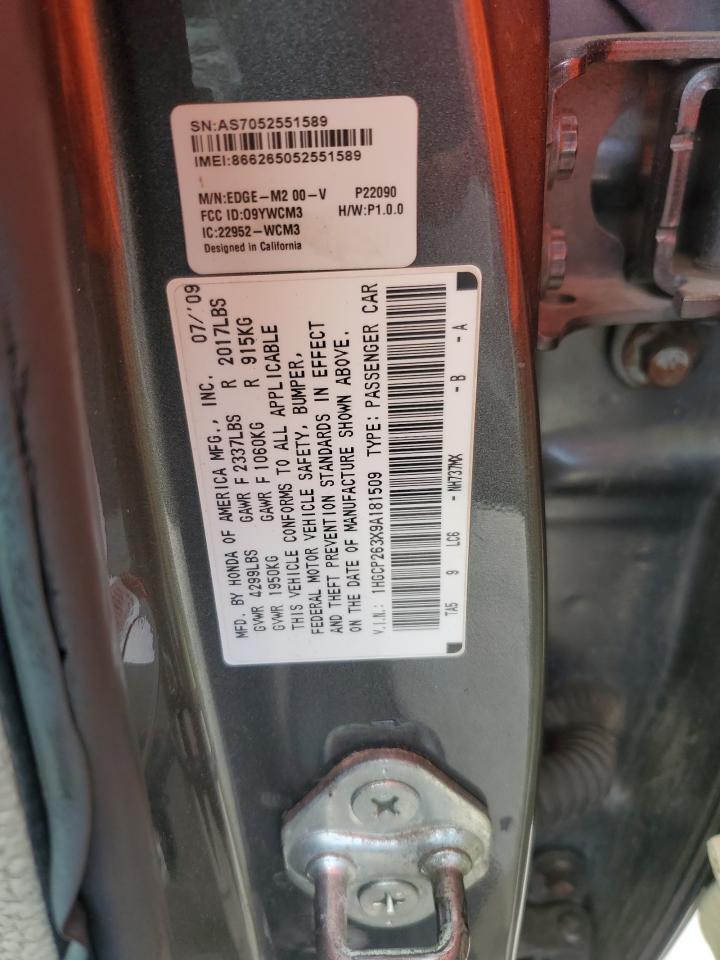 SN:AS7052551589
IMEI:866265052551589
M/N:EDGE-M2 00-V P22090
FCC ID:O9YWCM3 H/W:P1.0.0
IC:22952-WCM3
Designed in California
MFD. BY HONDA OF AMERICA MFG., INC. 07/'09
GVWR 4299LBS GAWR F 2337LBS R 2017LBS
GVWR 1950KG GAWR F 1060KG R 915KG
THIS VEHICLE CONFORMS TO ALL APPLICABLE
FEDERAL MOTOR VEHICLE SAFETY, BUMPER,
AND THEFT PREVENTION STANDARDS IN EFFECT
ON THE DATE OF MANUFACTURE SHOWN ABOVE.
V.I.N.: 1HGCP263X9A181509 TYPE: PASSENGER CAR
TA5 9 LC6 - NH737MX - B - A